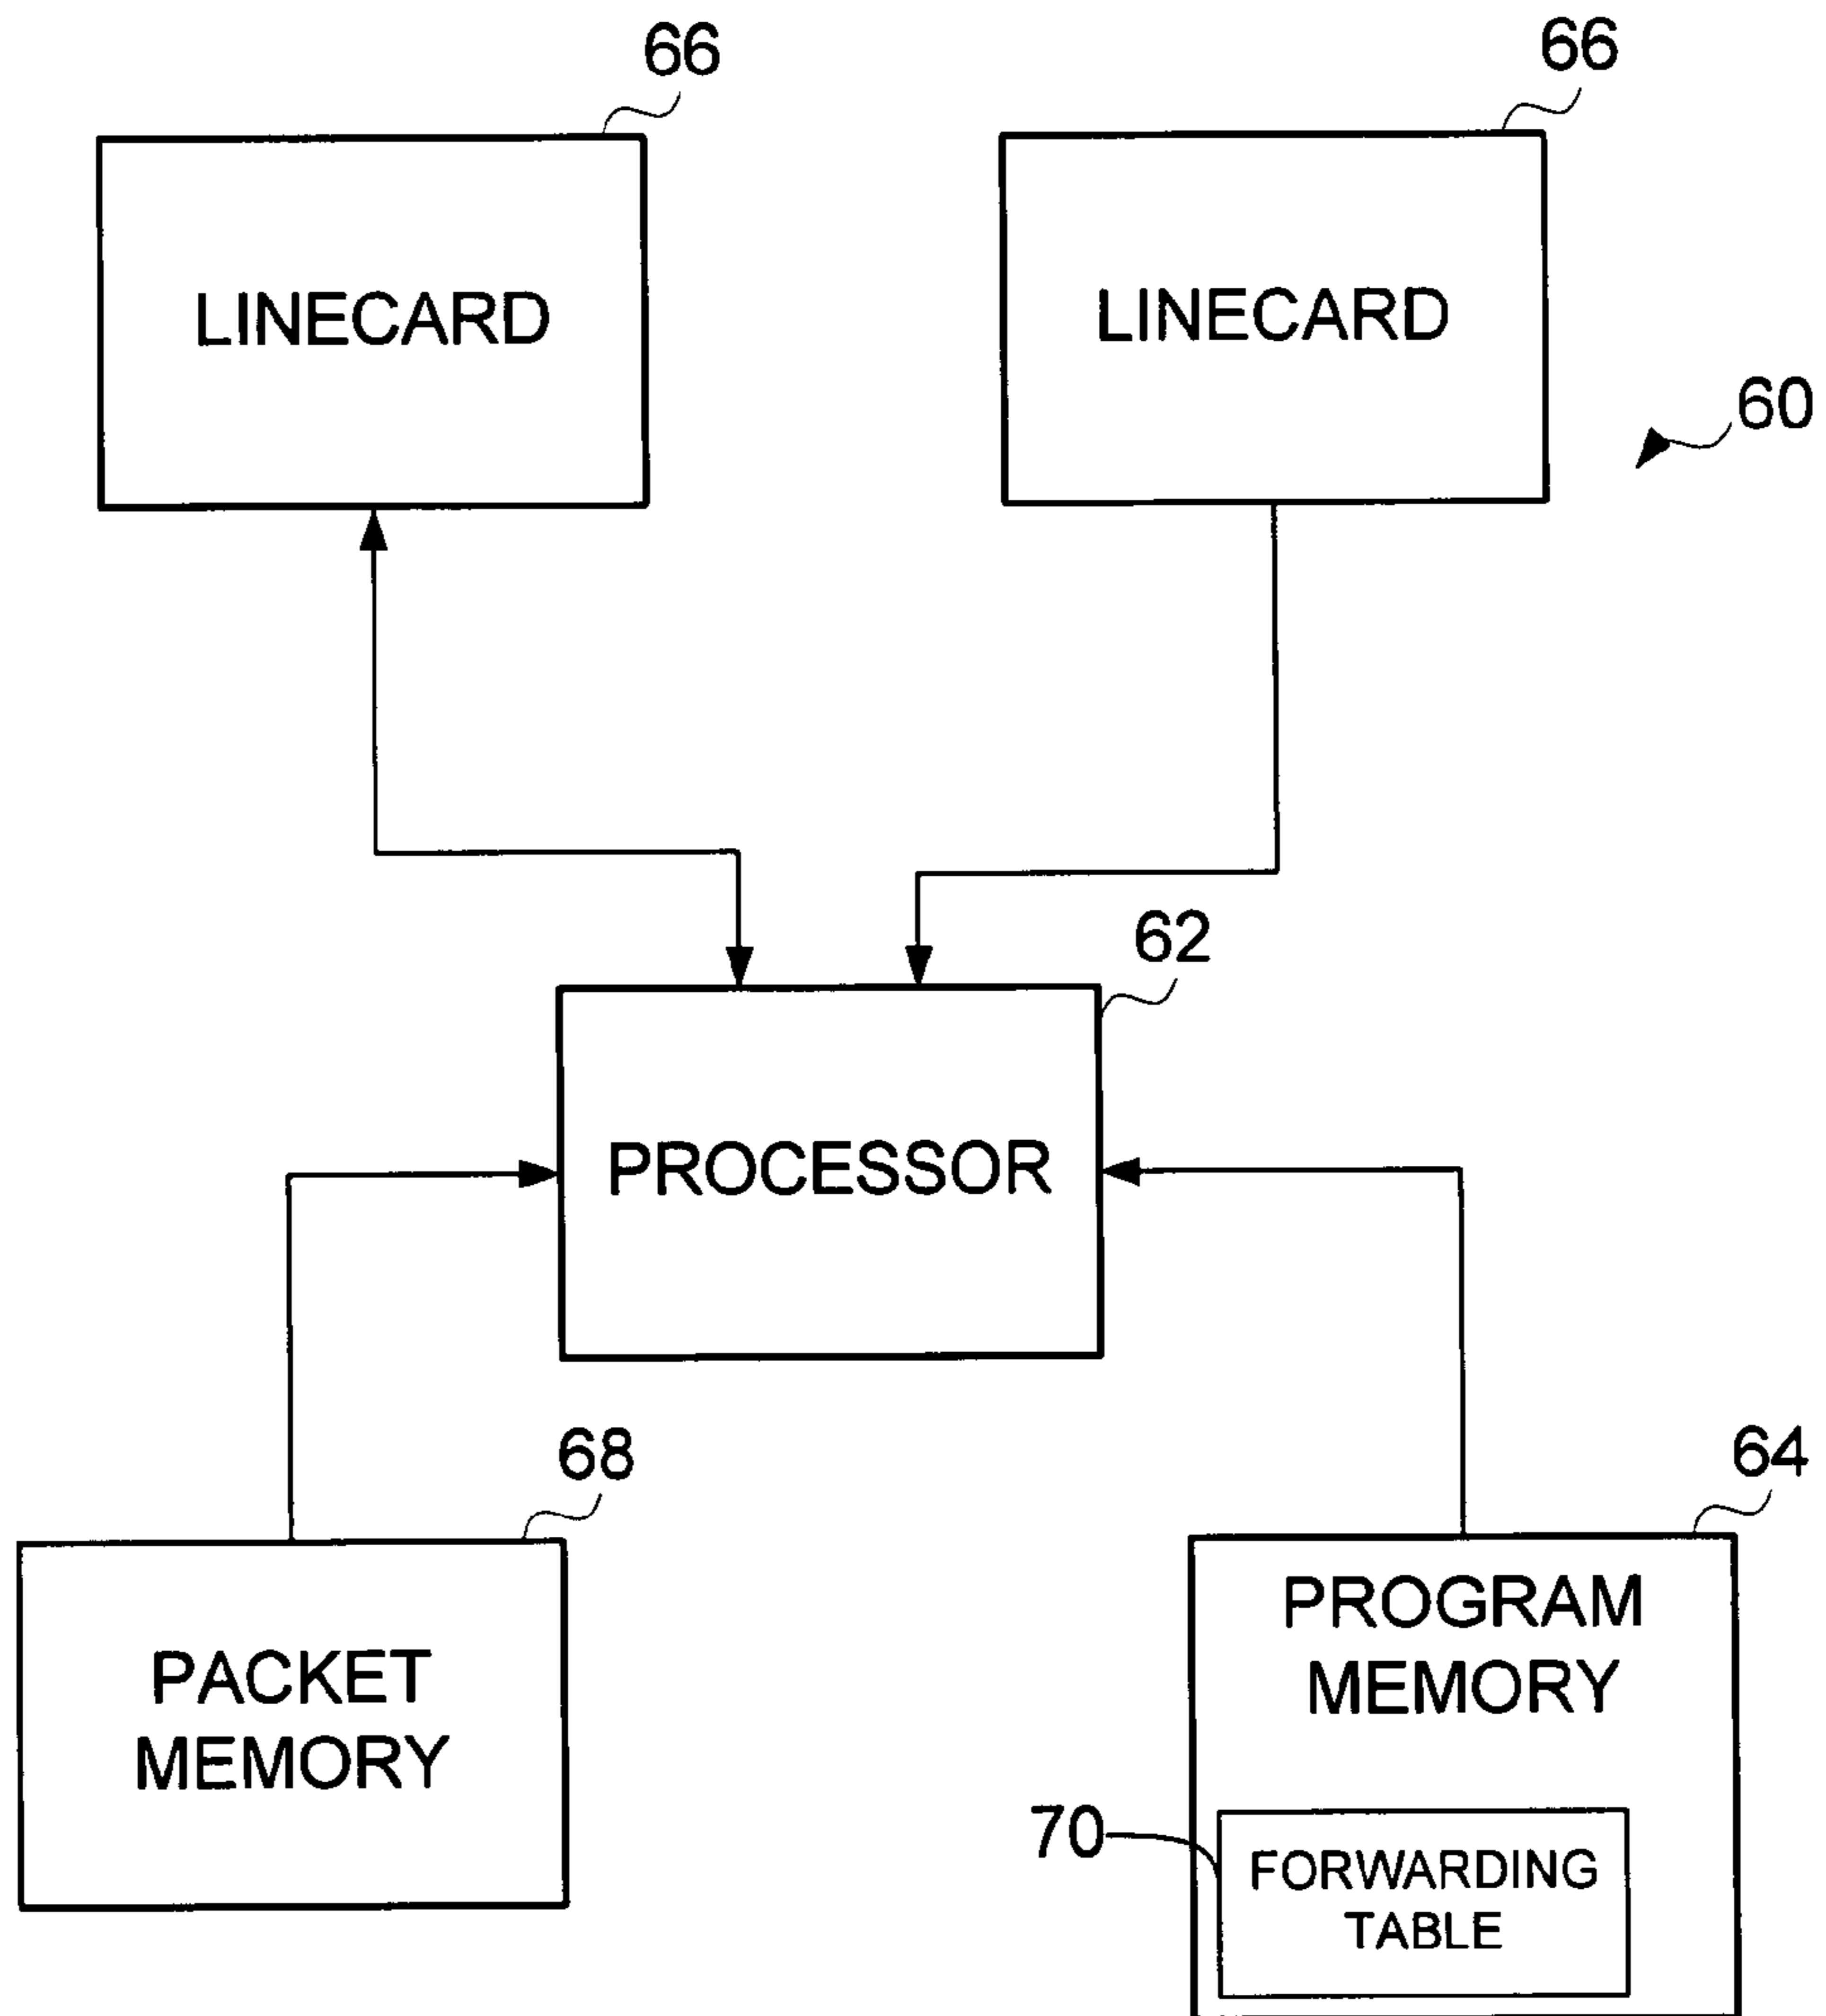 66
66
LINECARD
LINECARD
60
62
PROCESSOR
68
64
PACKET
MEMORY
PROGRAM
MEMORY
70
FORWARDING
TABLE